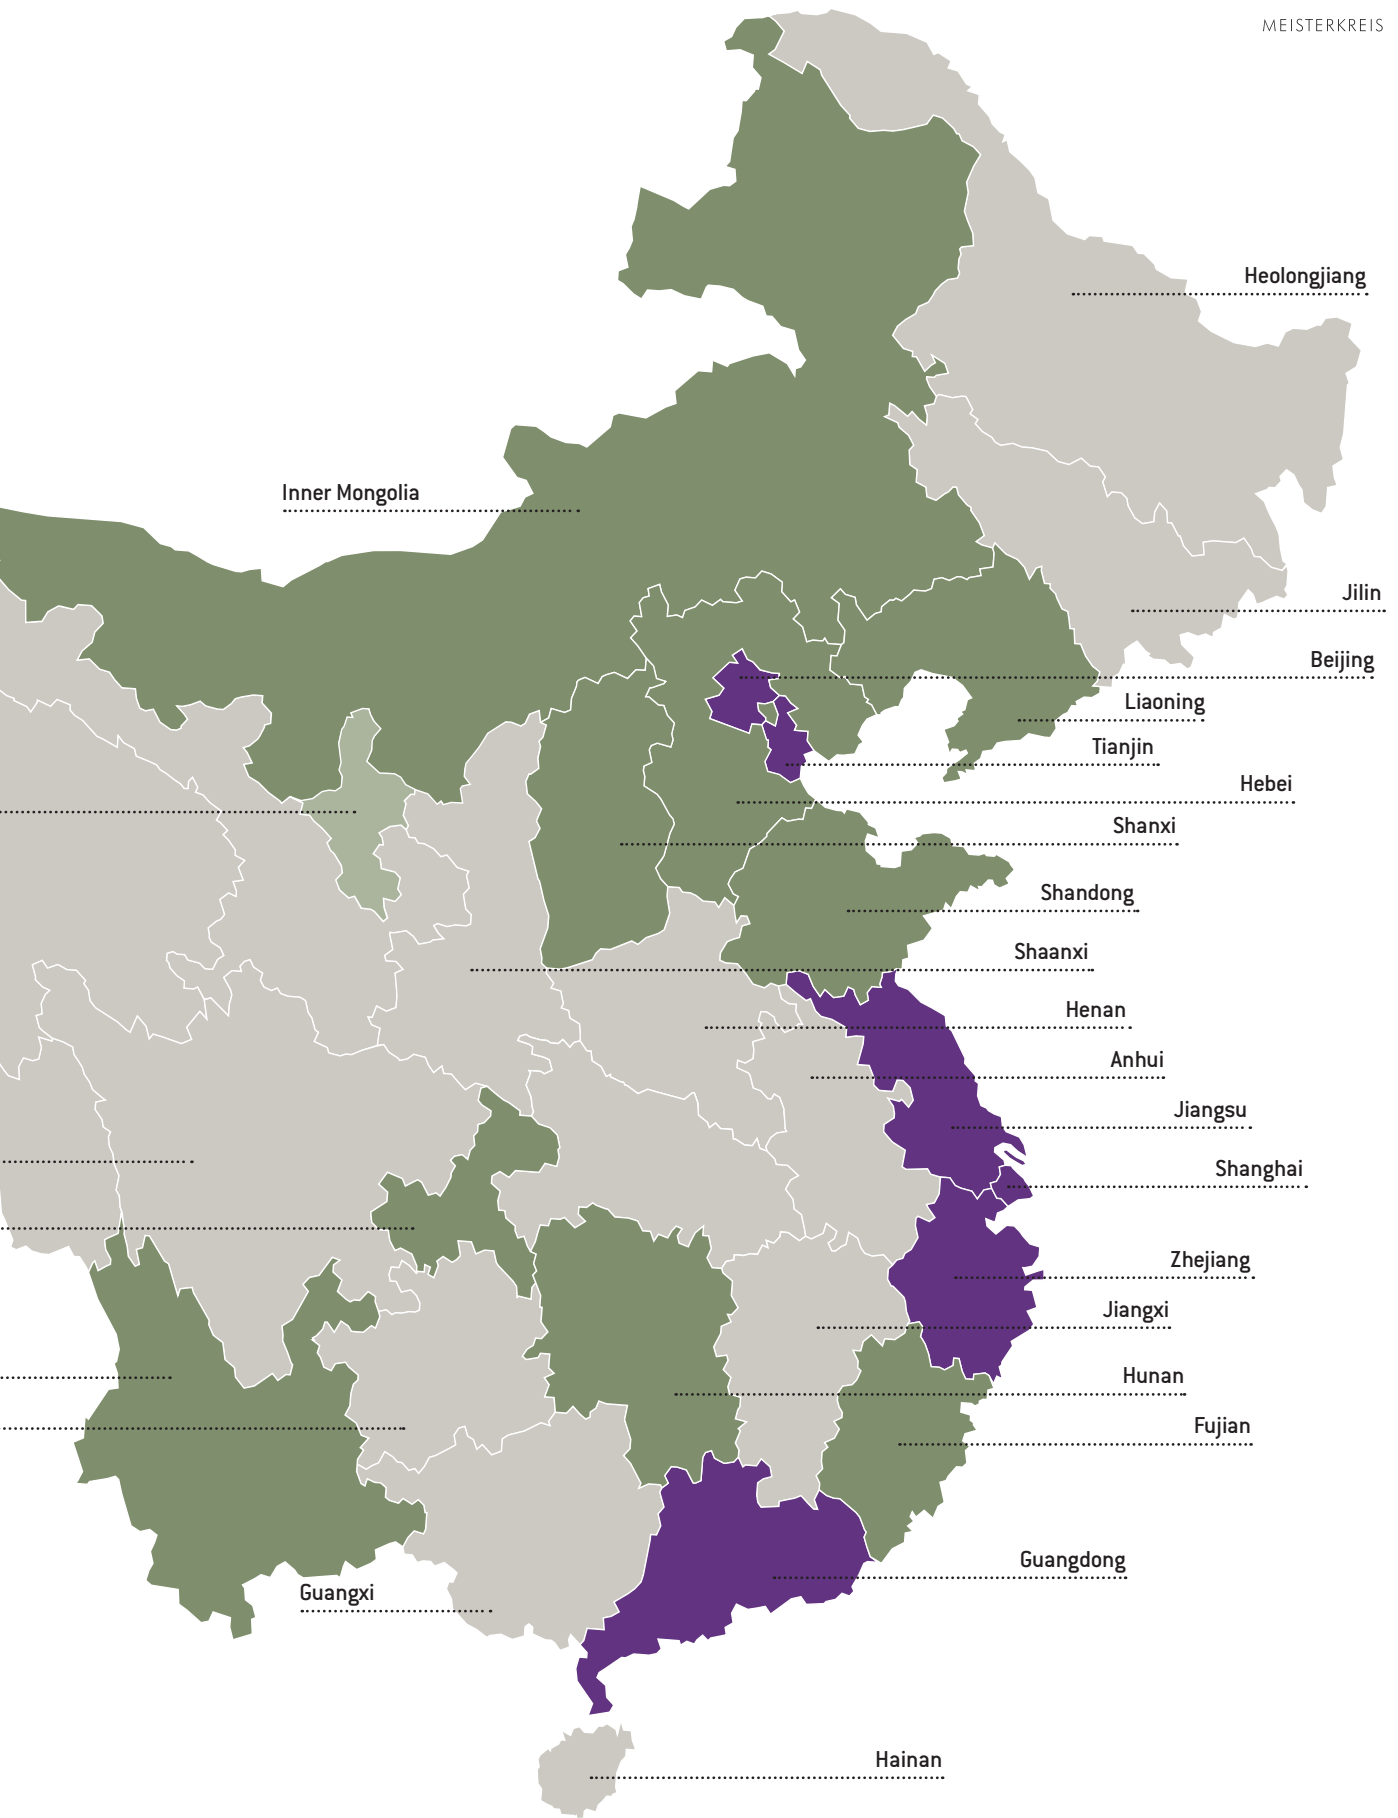 MEISTERKREIS
Heolongjiang
Inner Mongolia
Jilin
Beijing
Liaoning
Tianjin
Hebei
Shanxi
Shandong
Shaanxi
Henan
Anhui
Jiangsu
Shanghai
Zhejiang
Jiangxi
Hunan
Fujian
Guangdong
Guangxi
Hainan